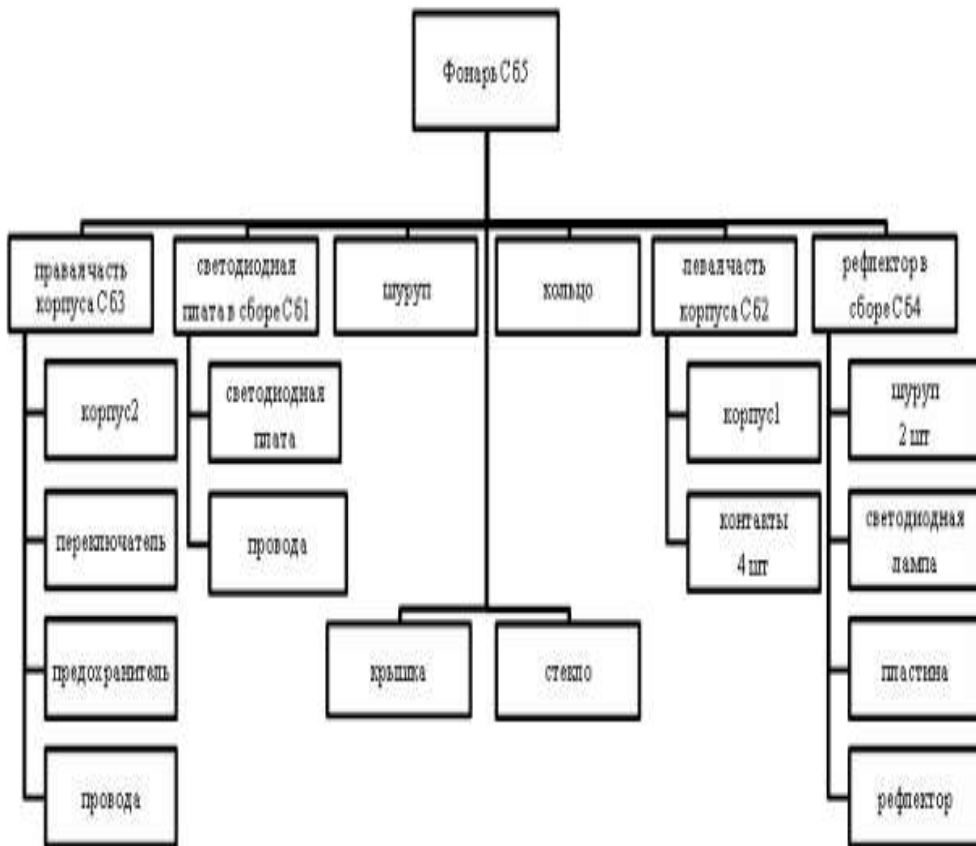 Фонарь Сб5
правая часть
корпуса Сб3
светодиодная
плата в сборе Сб1
шуруп
кольцо
левая часть
корпуса Сб2
рефлектор в
сборе Сб4
корпус2
переключатель
предохранитель
провода
светодиодная
плата
провода
крышка
стекло
корпус1
контакты
4 шт
шуруп
2 шт
светодиодная
лампа
пластина
рефлектор